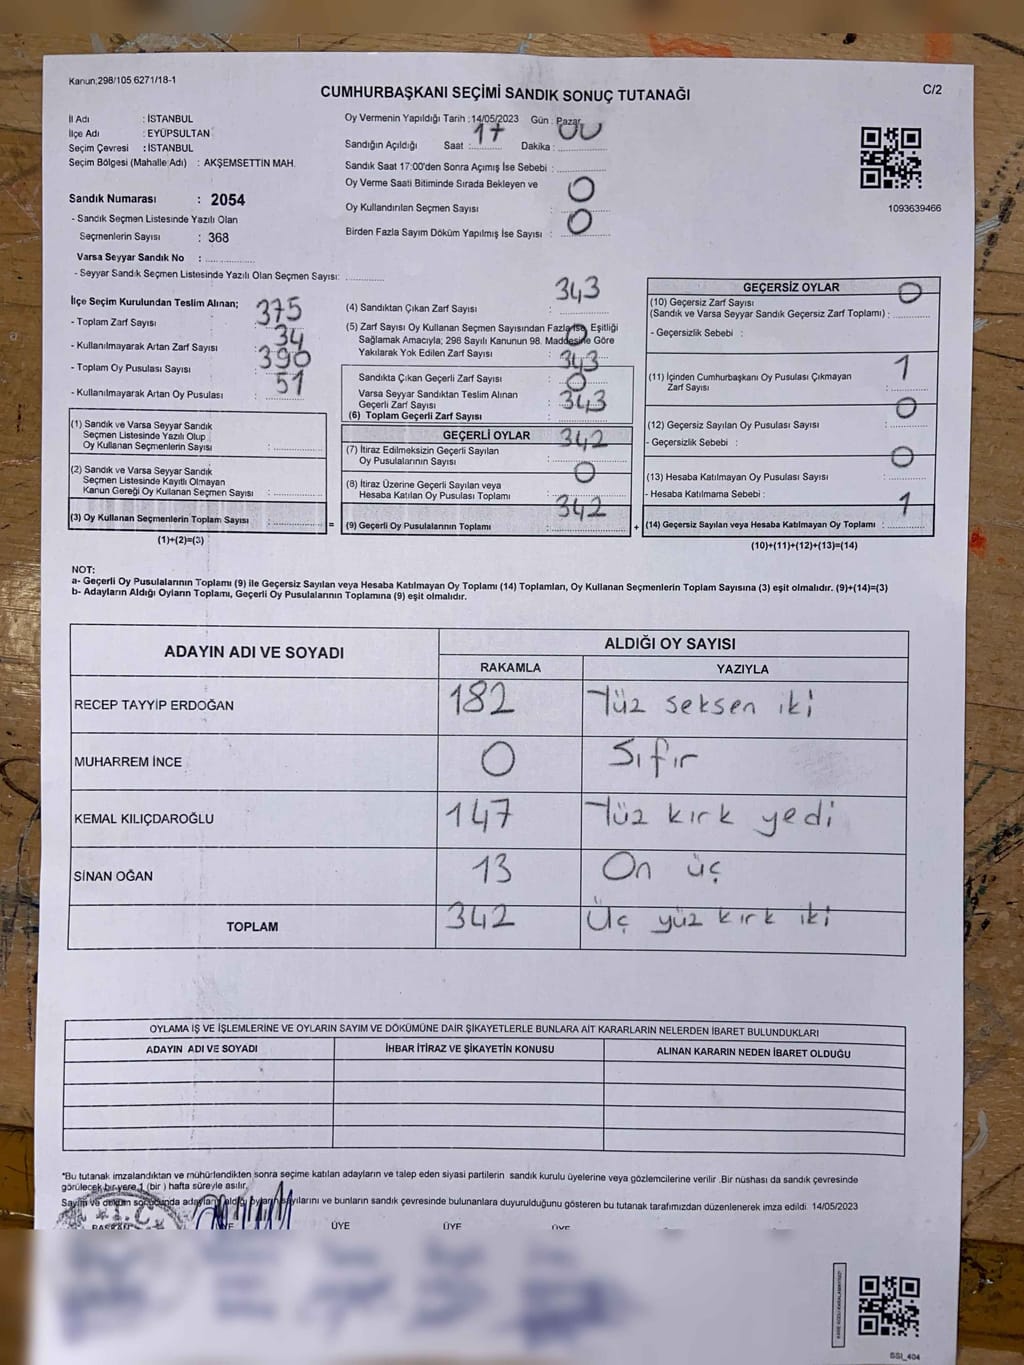 Kanun;298/105 6271/18-1
CUMHURBAŞKANI SEÇİMİ SANDIK SONUÇ TUTANAĞI
C/2
İl Adı : İSTANBUL
İlçe Adı : EYÜPSULTAN
Seçim Çevresi : İSTANBUL
Seçim Bölgesi (Mahalle Adı) : AKŞEMSETTİN MAH.
Sandık Numarası : 2054
- Sandık Seçmen Listesinde Yazılı Olan
Seçmenlerin Sayısı : 368
Varsa Seyyar Sandık No :
- Seyyar Sandık Seçmen Listesinde Yazılı Olan Seçmen Sayısı:
Oy Vermenin Yapıldığı Tarih : 14/05/2023 Gün : Pazar
Sandığın Açıldığı Saat : 17 Dakika : 00
Sandık Saat 17:00'den Sonra Açımış İse Sebebi :
Oy Verme Saati Bitiminde Sırada Bekleyen ve
Oy Kullandırılan Seçmen Sayısı : 0
Birden Fazla Sayım Döküm Yapılmış İse Sayısı : 0
1093639466
İlçe Seçim Kurulundan Teslim Alınan;
- Toplam Zarf Sayısı : 375
- Kullanılmayarak Artan Zarf Sayısı : 34
- Toplam Oy Pusulası Sayısı : 390
- Kullanılmayarak Artan Oy Pusulası : 51
(1) Sandık ve Varsa Seyyar Sandık
Seçmen Listesinde Yazılı Olup
Oy Kullanan Seçmenlerin Sayısı :
(2) Sandık ve Varsa Seyyar Sandık
Seçmen Listesinde Kayıtlı Olmayan
Kanun Gereği Oy Kullanan Seçmen Sayısı :
(3) Oy Kullanan Seçmenlerin Toplam Sayısı : =
(1)+(2)=(3)
(4) Sandıktan Çıkan Zarf Sayısı : 343
(5) Zarf Sayısı Oy Kullanan Seçmen Sayısından Fazla İse, Eşitliği
Sağlamak Amacıyla; 298 Sayılı Kanunun 98. Maddesine Göre
Yakılarak Yok Edilen Zarf Sayısı : 0
Sandıkta Çıkan Geçerli Zarf Sayısı : 343
Varsa Seyyar Sandıktan Teslim Alınan
Geçerli Zarf Sayısı : 0
(6) Toplam Geçerli Zarf Sayısı : 343
GEÇERLİ OYLAR
(7) İtiraz Edilmeksizin Geçerli Sayılan
Oy Pusulalarının Sayısı : 342
(8) İtiraz Üzerine Geçerli Sayılan veya
Hesaba Katılan Oy Pusulası Toplamı : 0
(9) Geçerli Oy Pusulalarının Toplamı : 342 +
GEÇERSİZ OYLAR
(10) Geçersiz Zarf Sayısı
(Sandık ve Varsa Seyyar Sandık Geçersiz Zarf Toplamı) : 0
- Geçersizlik Sebebi :
(11) İçinden Cumhurbaşkanı Oy Pusulası Çıkmayan
Zarf Sayısı : 1
(12) Geçersiz Sayılan Oy Pusulası Sayısı : 0
- Geçersizlik Sebebi :
(13) Hesaba Katılmayan Oy Pusulası Sayısı : 0
- Hesaba Katılmama Sebebi :
(14) Geçersiz Sayılan veya Hesaba Katılmayan Oy Toplamı : 1
(10)+(11)+(12)+(13)=(14)
NOT:
a- Geçerli Oy Pusulalarının Toplamı (9) ile Geçersiz Sayılan veya Hesaba Katılmayan Oy Toplamı (14) Toplamları, Oy Kullanan Seçmenlerin Toplam Sayısına (3) eşit olmalıdır. (9)+(14)=(3)
b- Adayların Aldığı Oyların Toplamı, Geçerli Oy Pusulalarının Toplamına (9) eşit olmalıdır.
ADAYIN ADI VE SOYADI
ALDIĞI OY SAYISI
RAKAMLA YAZIYLA
RECEP TAYYİP ERDOĞAN 182 Yüz seksen iki
MUHARREM İNCE 0 Sıfır
KEMAL KILIÇDAROĞLU 147 Yüz kırk yedi
SİNAN OĞAN 13 On üç
TOPLAM 342 Üç yüz kırk iki
OYLAMA İŞ VE İŞLEMLERİNE VE OYLARIN SAYIM VE DÖKÜMÜNE DAİR ŞİKAYETLERLE BUNLARA AİT KARARLARIN NELERDEN İBARET BULUNDUKLARI
ADAYIN ADI VE SOYADI İHBAR İTİRAZ VE ŞİKAYETİN KONUSU ALINAN KARARIN NEDEN İBARET OLDUĞU
*Bu tutanak imzalandıktan ve mühürlendikten sonra seçime katılan adayların ve talep eden siyasi partilerin sandık kurulu üyelerine veya gözlemcilerine verilir .Bir nüshası da sandık çevresinde
görülecek bir yere 1 (bir ) hafta süreyle asılır.
Sayım ve döküm sonucunda adayların aldığı oyların sayılarını ve bunların sandık çevresinde bulunanlara duyurulduğunu gösteren bu tutanak tarafımızdan düzenlenerek imza edildi. 14/05/2023
T.C.
BAŞKAN ÜYE ÜYE ÜYE
SSI_404